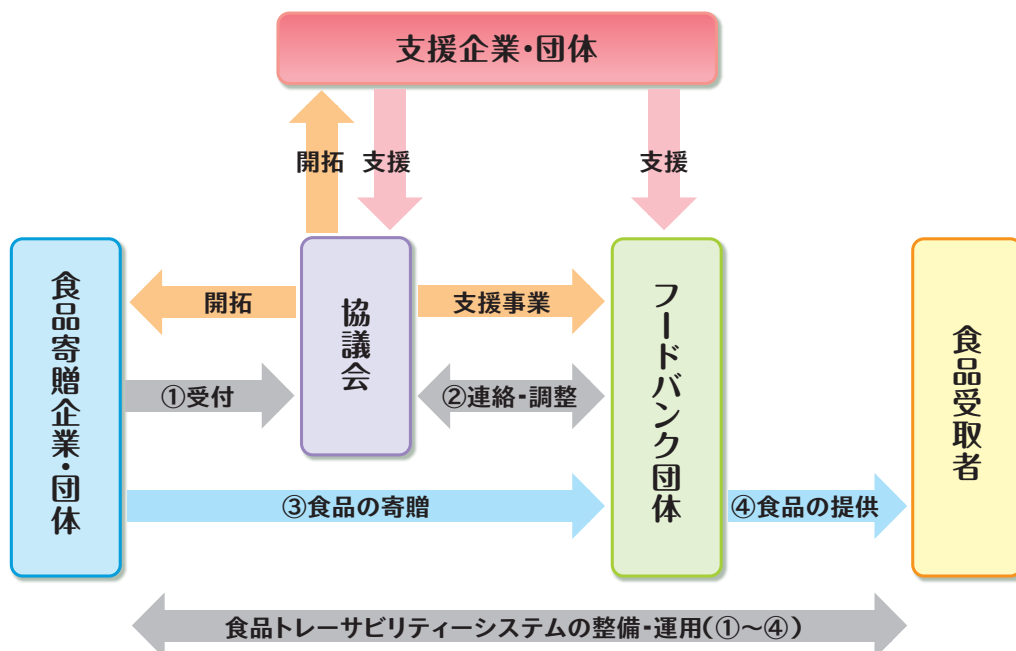 支援企業・団体
開拓
支援
支援
食品寄贈企業・団体
協議会
フードバンク団体
食品受取者
開拓
支援事業
①受付
②連絡・調整
③食品の寄贈
④食品の提供
食品トレーサビリティーシステムの整備・運用(①〜④)